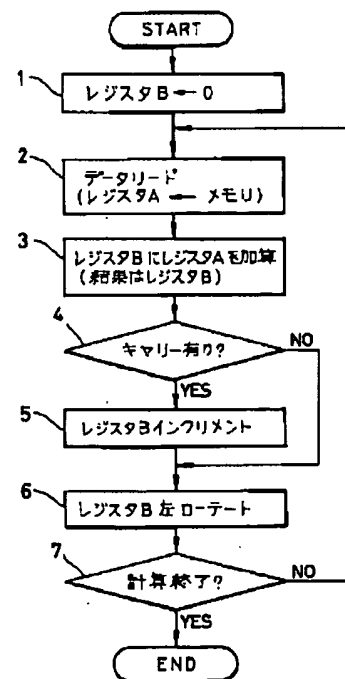 START
1
レジスタB ← 0
2
データリード
(レジスタA ← メモリ)
3
レジスタBにレジスタAを加算
(結果はレジスタB)
4
キャリー有り?
NO
YES
5
レジスタBインクリメント
6
レジスタB 左ローテート
7
計算終了?
NO
YES
END